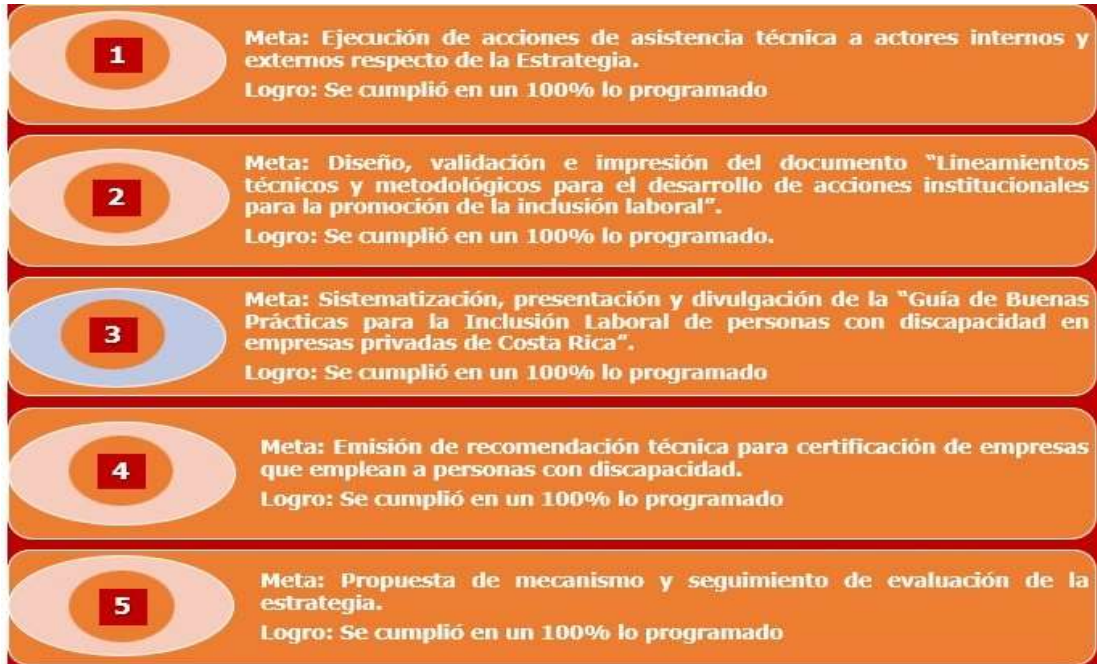 1
Meta: Ejecución de acciones de asistencia técnica a actores internos y
externos respecto de la Estrategia.
Logro: Se cumplió en un 100% lo programado
2
Meta: Diseño, validación e impresión del documento “Lineamientos
técnicos y metodológicos para el desarrollo de acciones institucionales
para la promoción de la inclusión laboral”.
Logro: Se cumplió en un 100% lo programado.
3
Meta: Sistematización, presentación y divulgación de la “Guía de Buenas
Prácticas para la Inclusión Laboral de personas con discapacidad en
empresas privadas de Costa Rica”.
Logro: Se cumplió en un 100% lo programado
4
Meta: Emisión de recomendación técnica para certificación de empresas
que emplean a personas con discapacidad.
Logro: Se cumplió en un 100% lo programado
5
Meta: Propuesta de mecanismo y seguimiento de evaluación de la
estrategia.
Logro: Se cumplió en un 100% lo programado